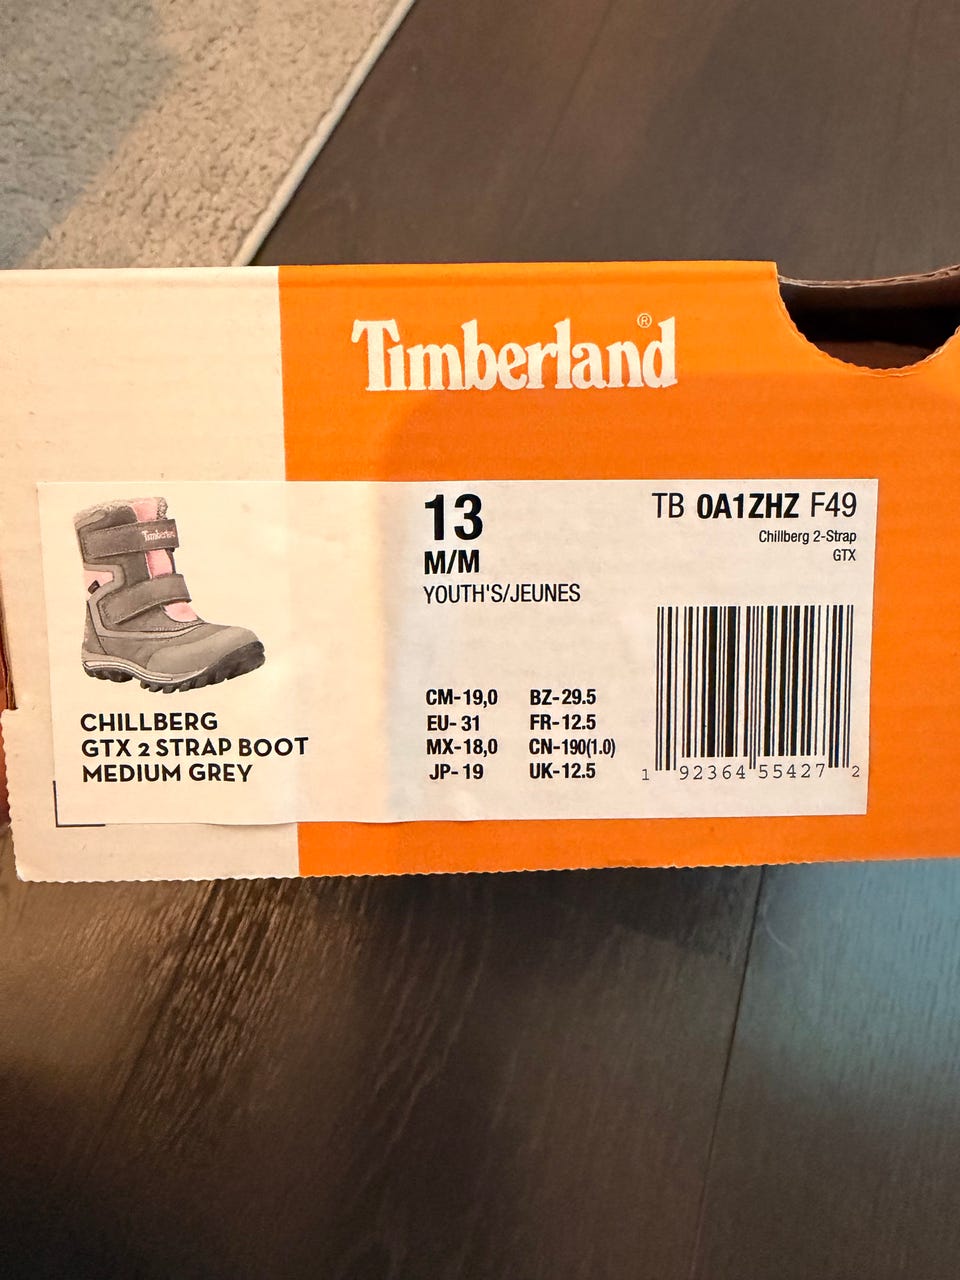 Timberland®
Timberland
CHILLBERG
GTX 2 STRAP BOOT
MEDIUM GREY
13
M/M
YOUTH'S/JEUNES
CM-19,0 BZ-29.5
EU-31 FR-12.5
MX-18,0 CN-190(1.0)
JP-19 UK-12.5
TB 0A1ZHZ F49
Chillberg 2-Strap
GTX
1 92364 55427 2